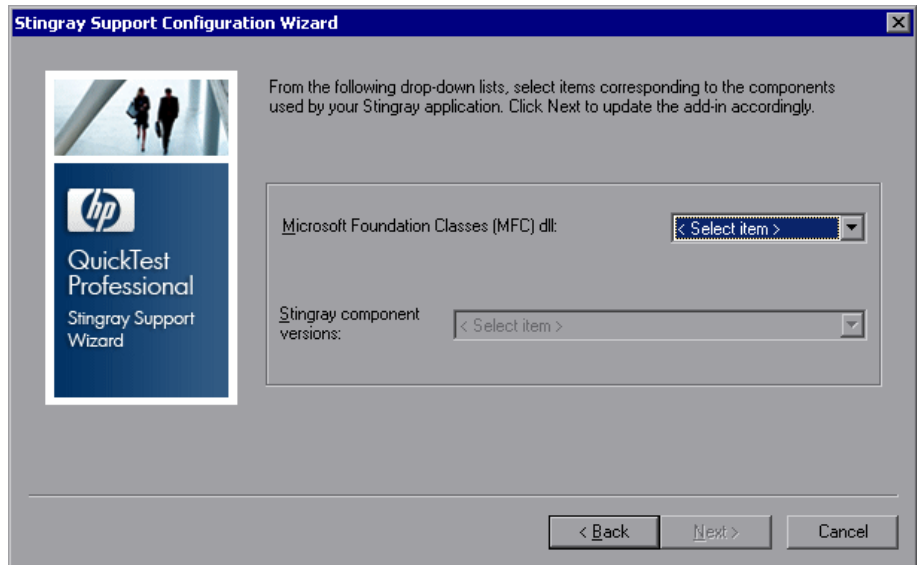 Stingray Support Configuration Wizard
From the following drop-down lists, select items corresponding to the components
used by your Stingray application. Click Next to update the add-in accordingly.
hp
QuickTest
Professional
Stingray Support
Wizard
Microsoft Foundation Classes (MFC) dll:
< Select item >
Stingray component
versions:
< Select item >
< Back
Next >
Cancel